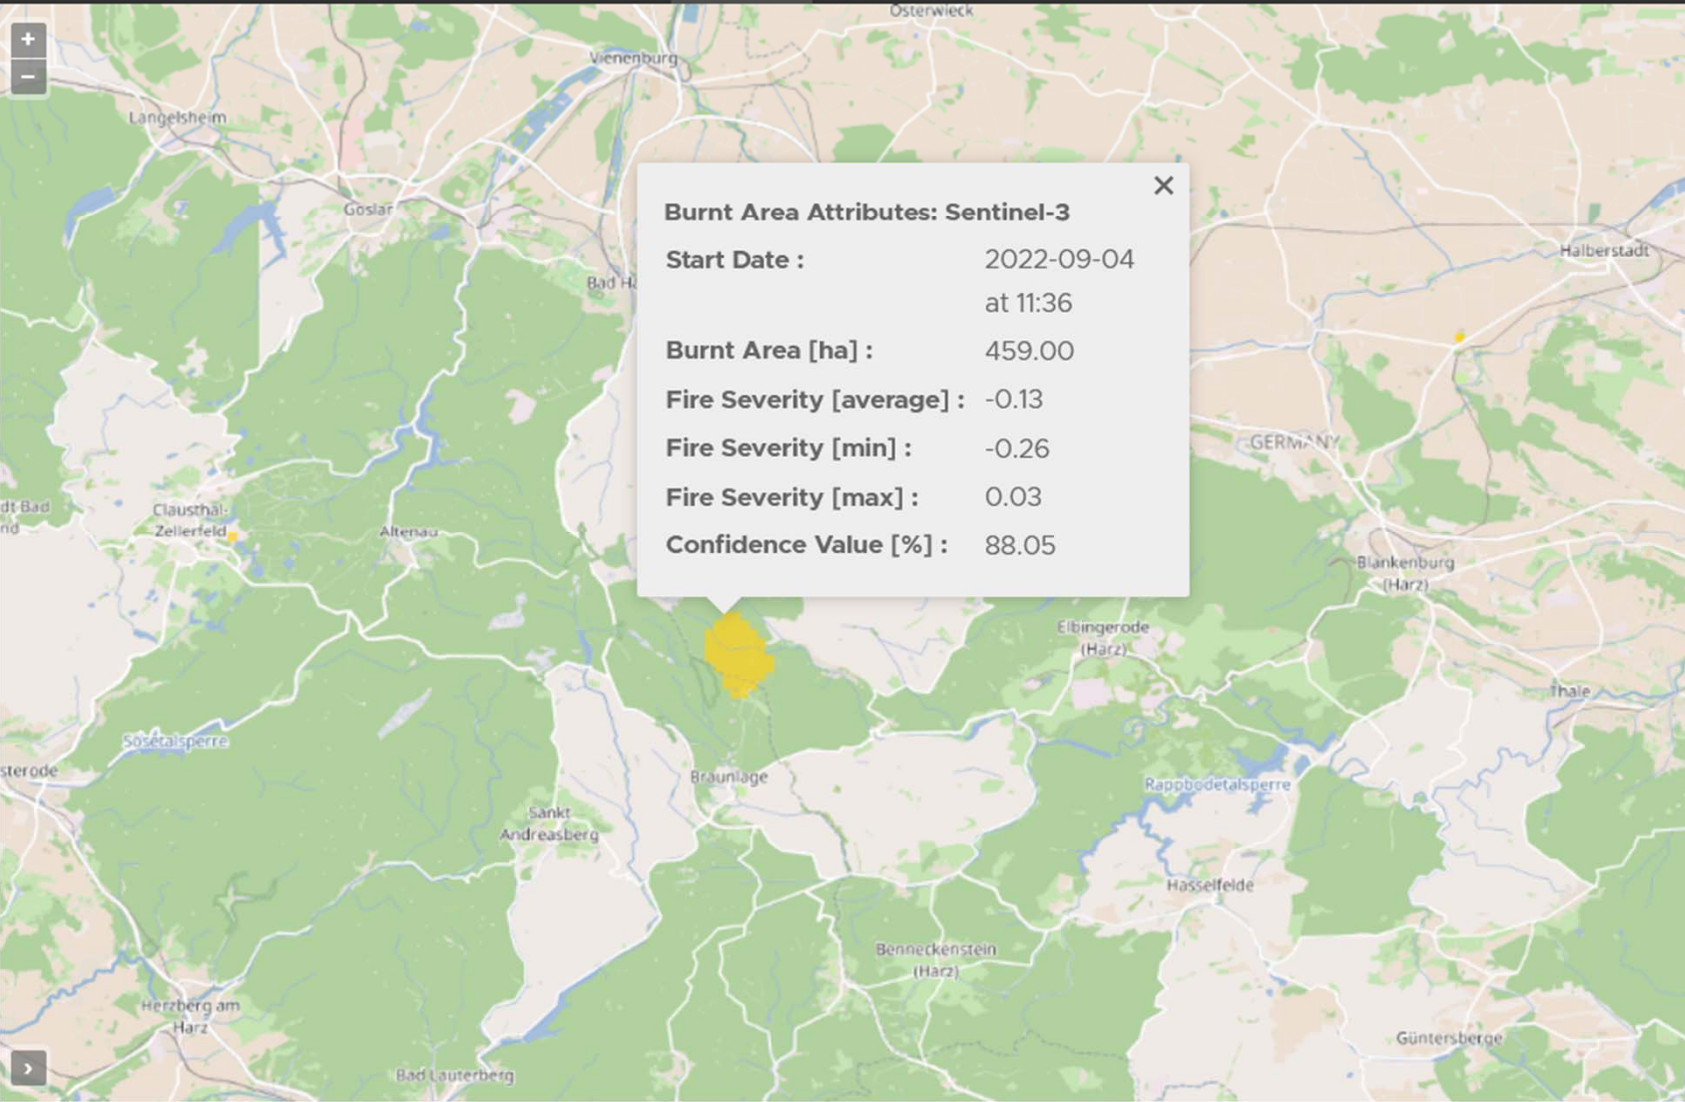 Osterwieck
+
Vienenburg
−
Langelsheim
Goslar
Burnt Area Attributes: Sentinel-3
Start Date : 2022-09-04
at 11:36
Burnt Area [ha] : 459.00
Fire Severity [average] : -0.13
Fire Severity [min] : -0.26
Fire Severity [max] : 0.03
Confidence Value [%] : 88.05
Bad Ha
Halberstadt
GERMANY
dt Bad
nd
Clausthal-
Zellerfeld
Altenau
Blankenburg
(Harz)
Elbingerode
(Harz)
Thale
Sösetalsperre
sterode
Braunlage
Rappbodetalsperre
Sankt
Andreasberg
Hasselfelde
Benneckenstein
(Harz)
Herzberg am
Harz
Güntersberge
Bad Lauterberg